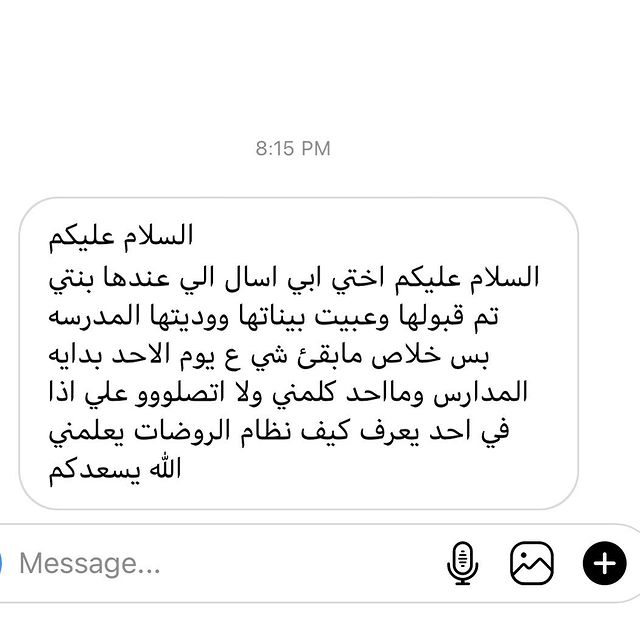 8:15 PM
السلام عليكم
السلام عليكم اختي ابي اسال الي عندها بنتي
تم قبولها وعبيت بيناتها ووديتها المدرسه
بس خلاص مابقئ شي ع يوم الاحد بدايه
المدارس ومااحد كلمني ولا اتصلووو علي اذا
في احد يعرف كيف نظام الروضات يعلمني
الله يسعدكم
Message...